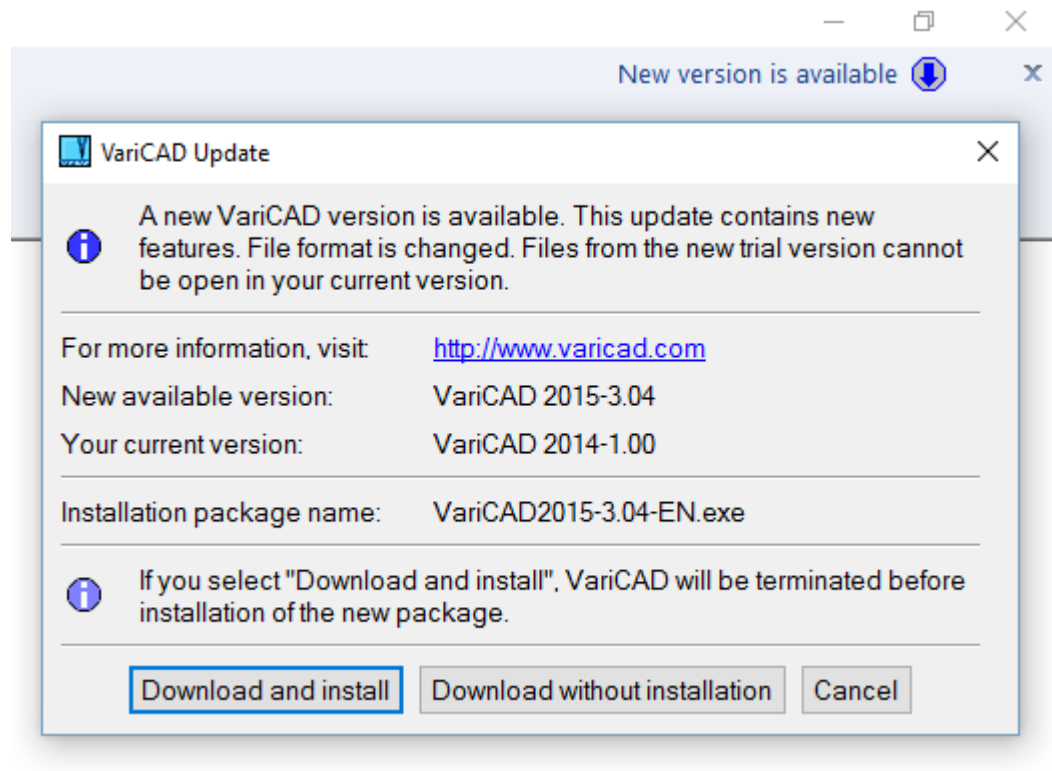 New version is available
VariCAD Update
A new VariCAD version is available. This update contains new
features. File format is changed. Files from the new trial version cannot
be open in your current version.
For more information, visit: http://www.varicad.com
New available version: VariCAD 2015-3.04
Your current version: VariCAD 2014-1.00
Installation package name: VariCAD2015-3.04-EN.exe
If you select "Download and install", VariCAD will be terminated before
installation of the new package.
Download and install Download without installation Cancel